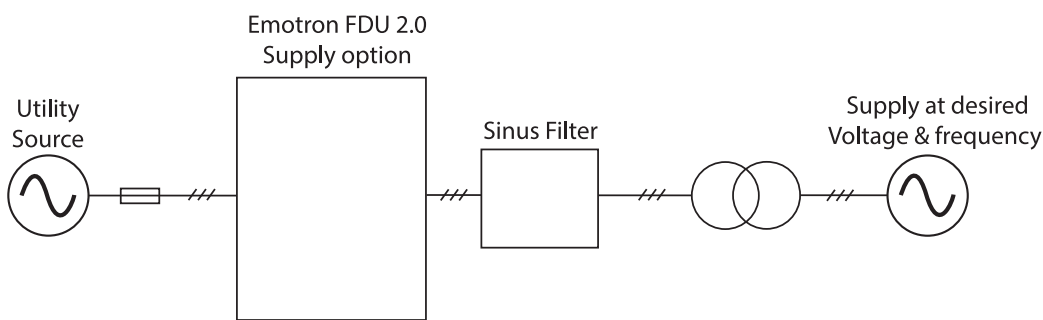 Emotron FDU 2.0
Supply option
Utility
Source
Sinus Filter
Supply at desired
Voltage & frequency